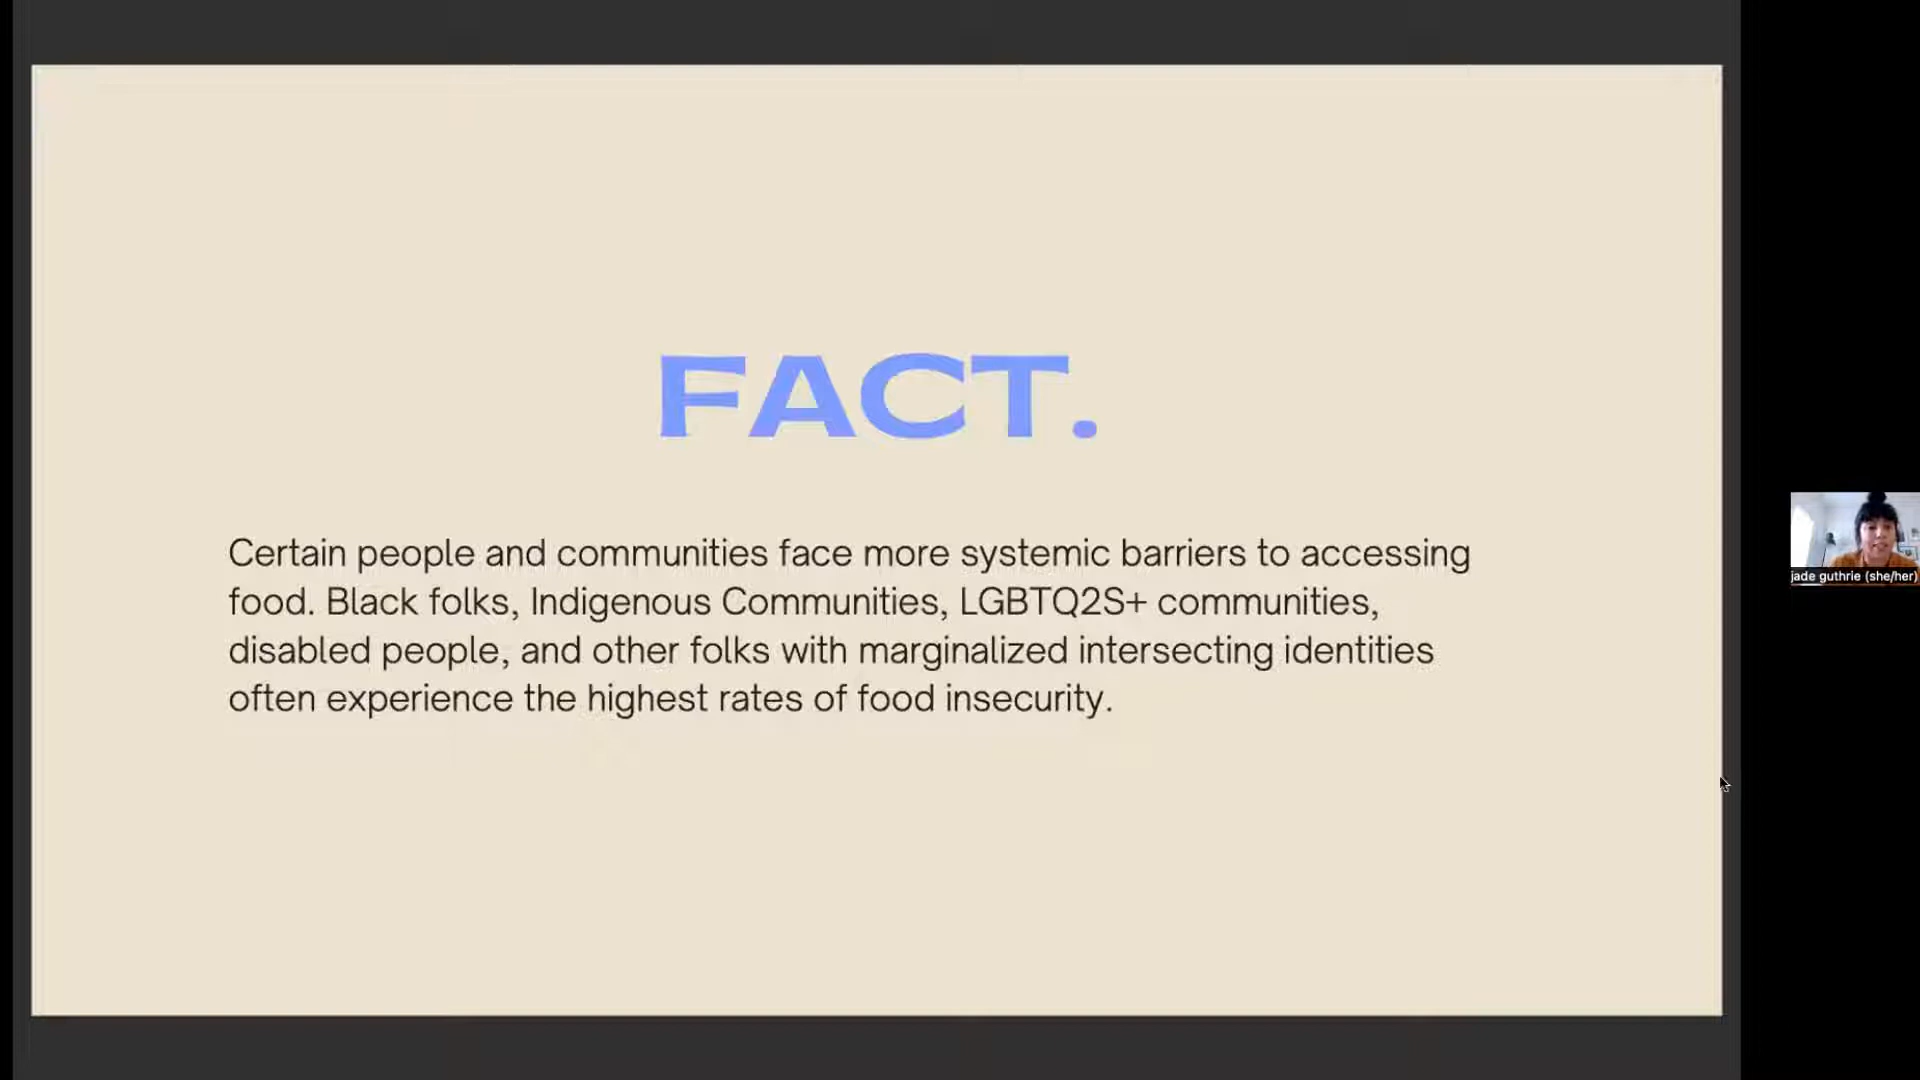 FACT.
Certain people and communities face more systemic barriers to accessing
food. Black folks, Indigenous Communities, LGBTQ2S+ communities,
disabled people, and other folks with marginalized intersecting identities
often experience the highest rates of food insecurity.
jade guthrie (she/her)